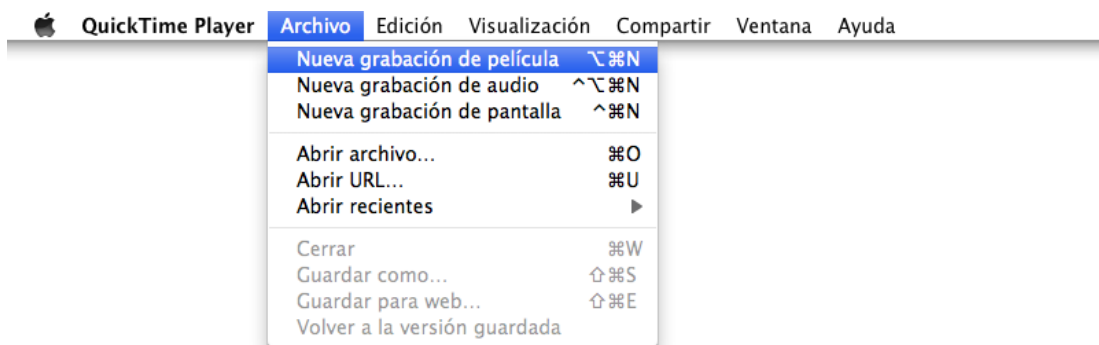 QuickTime Player Archivo Edición Visualización Compartir Ventana Ayuda
Nueva grabación de película ⌥⌘N
Nueva grabación de audio ^⌥⌘N
Nueva grabación de pantalla ^⌘N
Abrir archivo... ⌘O
Abrir URL... ⌘U
Abrir recientes ▶
Cerrar ⌘W
Guardar como... ⇧⌘S
Guardar para web... ⇧⌘E
Volver a la versión guardada